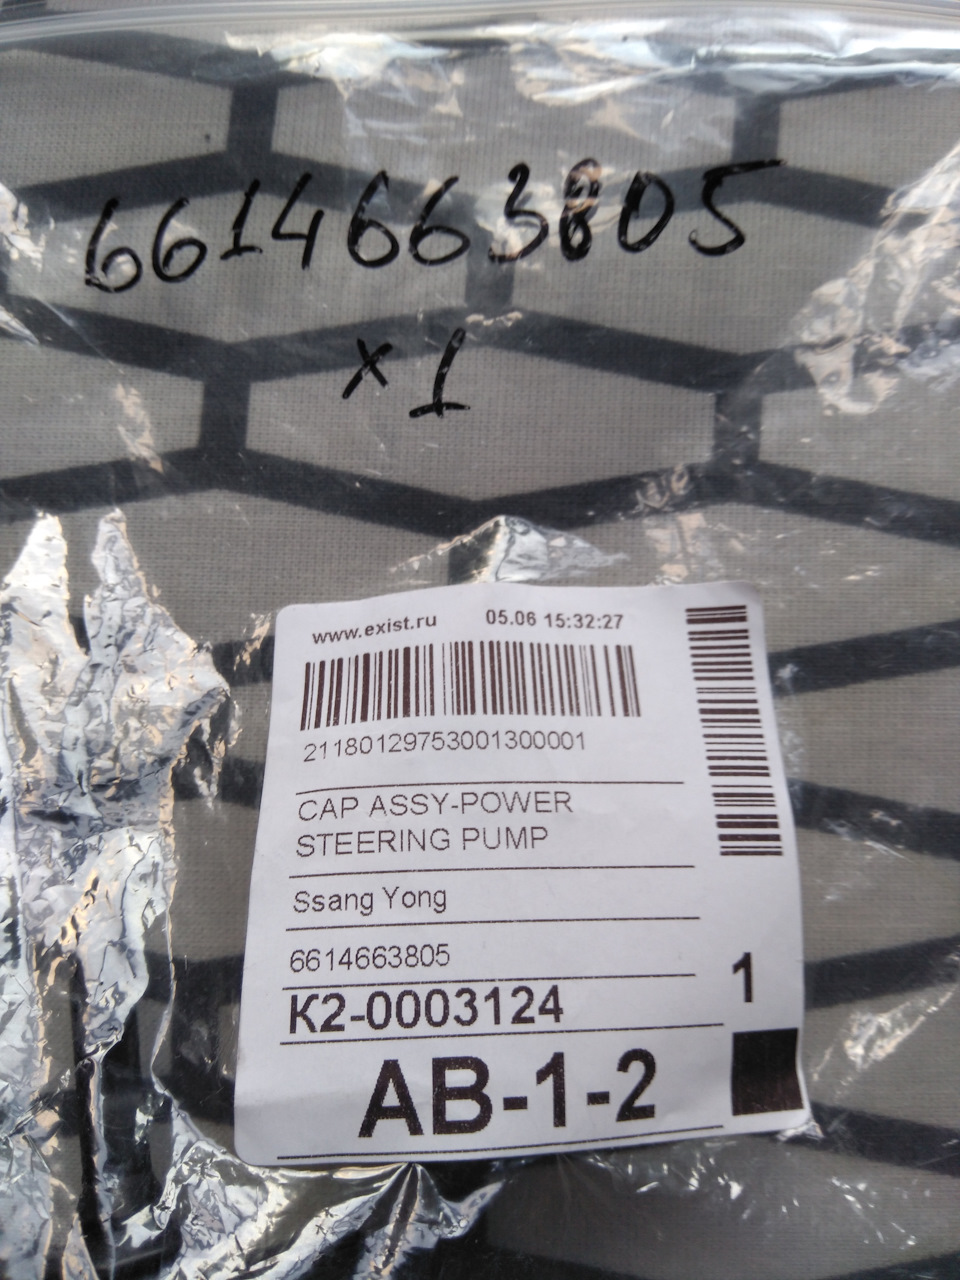 6614663805
x1
www.exist.ru 05.06 15:32:27
21180129753001300001
CAP ASSY-POWER
STEERING PUMP
Ssang Yong
6614663805
1
K2-0003124
AB-1-2